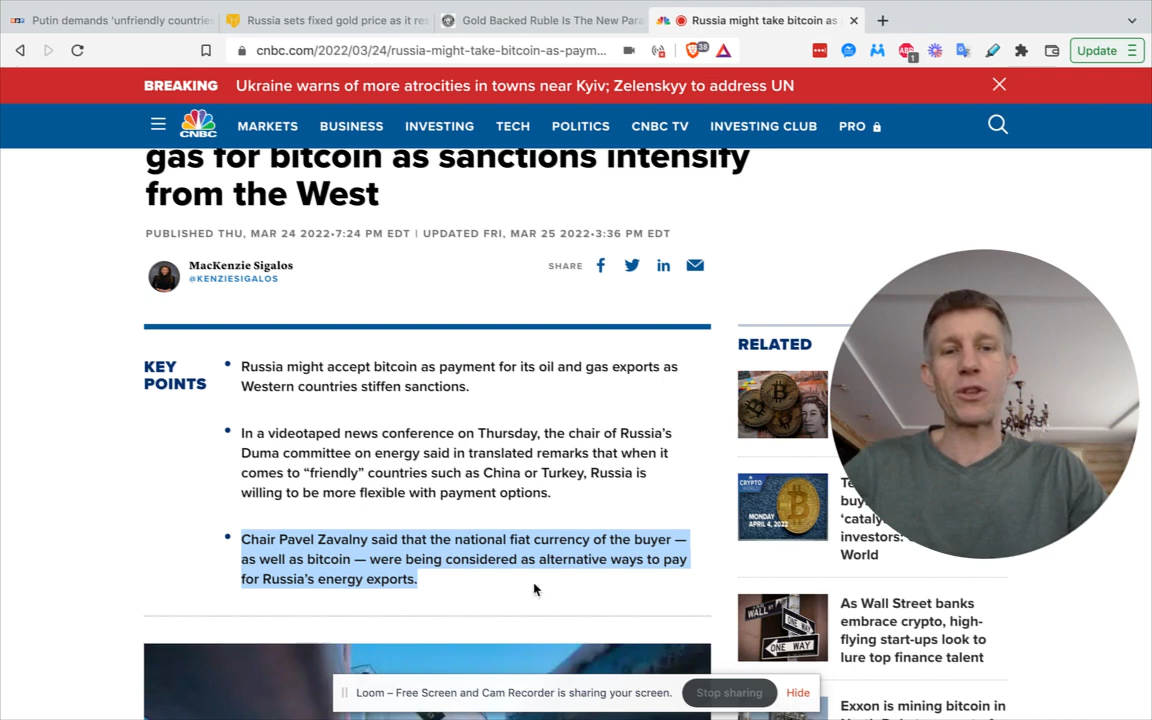 Putin demands 'unfriendly countries
Russia sets fixed gold price as it res
Gold Backed Ruble Is The New Para
Russia might take bitcoin as
cnbc.com/2022/03/24/russia-might-take-bitcoin-as-paym...
38
ABP
1
Update
BREAKING Ukraine warns of more atrocities in towns near Kyiv; Zelenskyy to address UN
CNBC
MARKETS BUSINESS INVESTING TECH POLITICS CNBC TV INVESTING CLUB PRO
gas for bitcoin as sanctions intensify
from the West
PUBLISHED THU, MAR 24 2022•7:24 PM EDT | UPDATED FRI, MAR 25 2022•3:36 PM EDT
MacKenzie Sigalos
@KENZIESIGALOS
SHARE
KEY
POINTS
• Russia might accept bitcoin as payment for its oil and gas exports as
Western countries stiffen sanctions.
• In a videotaped news conference on Thursday, the chair of Russia's
Duma committee on energy said in translated remarks that when it
comes to “friendly” countries such as China or Turkey, Russia is
willing to be more flexible with payment options.
• Chair Pavel Zavalny said that the national fiat currency of the buyer —
as well as bitcoin — were being considered as alternative ways to pay
for Russia's energy exports.
RELATED
CRYPTO
WORLD
MONDAY
APRIL 4, 2022
buy
'catalys
investors:
World
WALL ST
ONE WAY
ONE WAY
As Wall Street banks
embrace crypto, high-
flying start-ups look to
lure top finance talent
Exxon is mining bitcoin in
Loom – Free Screen and Cam Recorder is sharing your screen.
Stop sharing
Hide